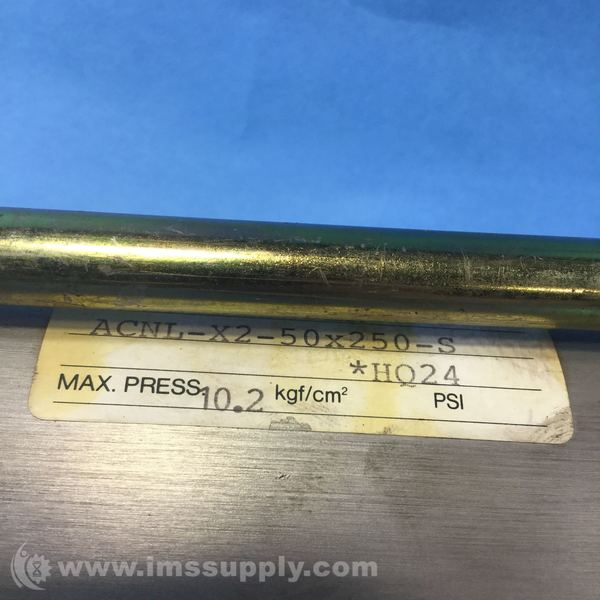 ACNL-X2-50x250-S
*HQ24
MAX. PRESS. 10.2 kgf/cm² PSI
www.imssupply.com